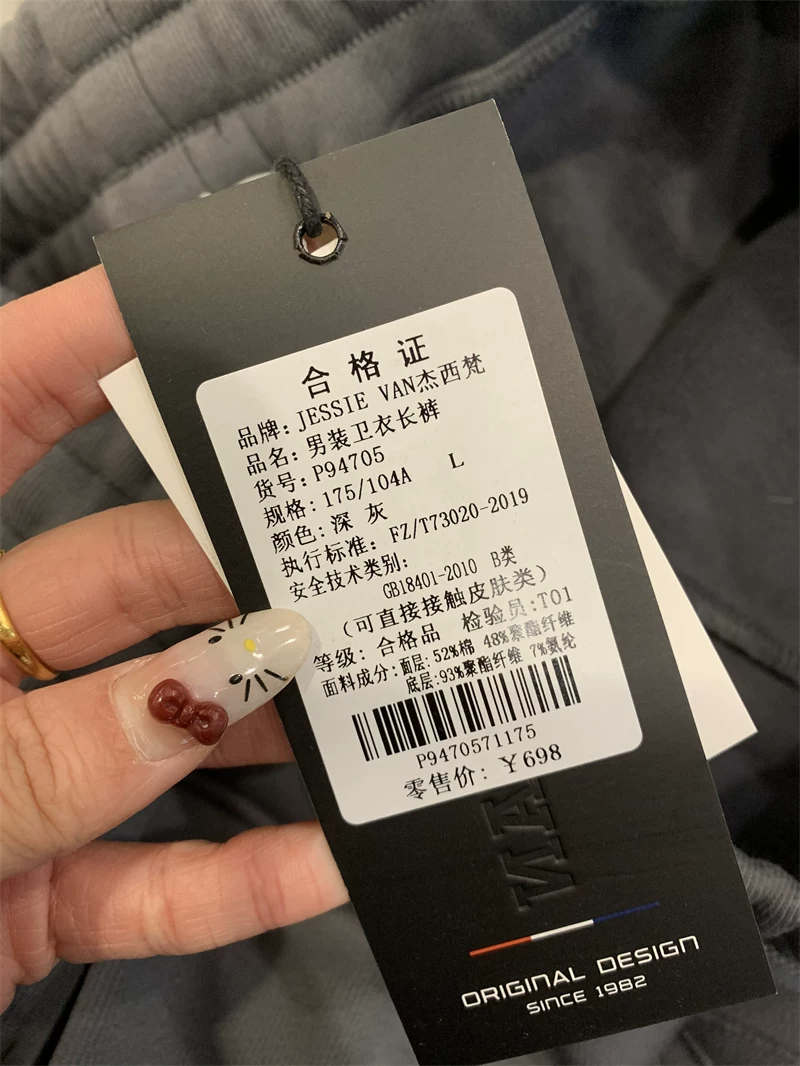 合格证
品牌: JESSIE VAN杰西梵
品名: 男装卫衣长裤
货号: P94705
规格: 175/104A L
颜色: 深 灰
执行标准: FZ/T73020-2019
安全技术类别:
GB18401-2010 B类
(可直接接触皮肤类)
等级: 合格品 检验员:T01
面料成分: 面层: 52%棉 48%聚酯纤维
底层: 93%聚酯纤维 7%氨纶
P9470571175
零售价: ¥698
ORIGINAL DESIGN
SINCE 1982